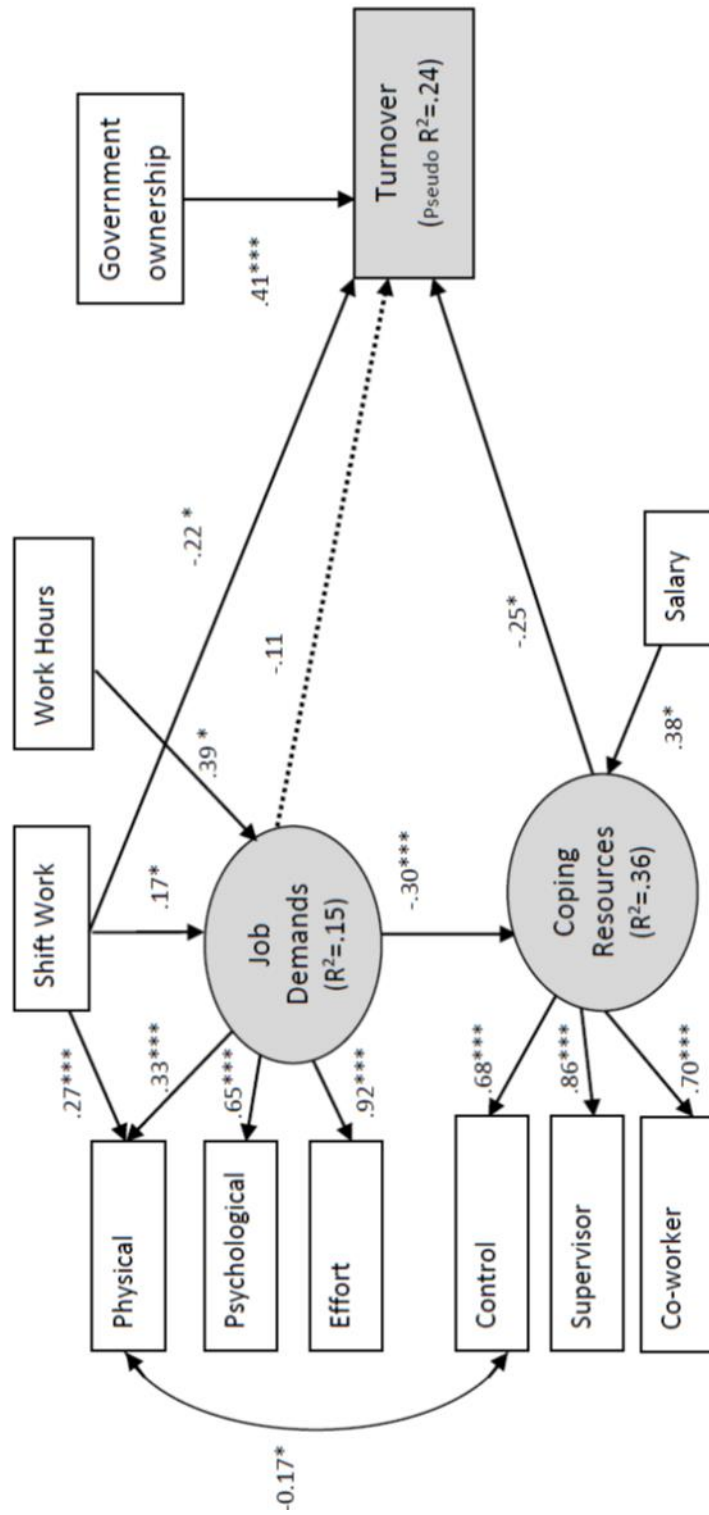 Shift Work
Work Hours
Government
ownership
.27***
.17*
.39 *
-.22 *
.41***
Physical
.33***
Psychological
.65***
Effort
.92***
Job
Demands
(R²=.15)
-.11
Turnover
(Pseudo R²=.24)
-0.17*
-.30***
-.25*
Control
.68***
Supervisor
.86***
Co-worker
.70***
Coping
Resources
(R²=.36)
.38*
Salary